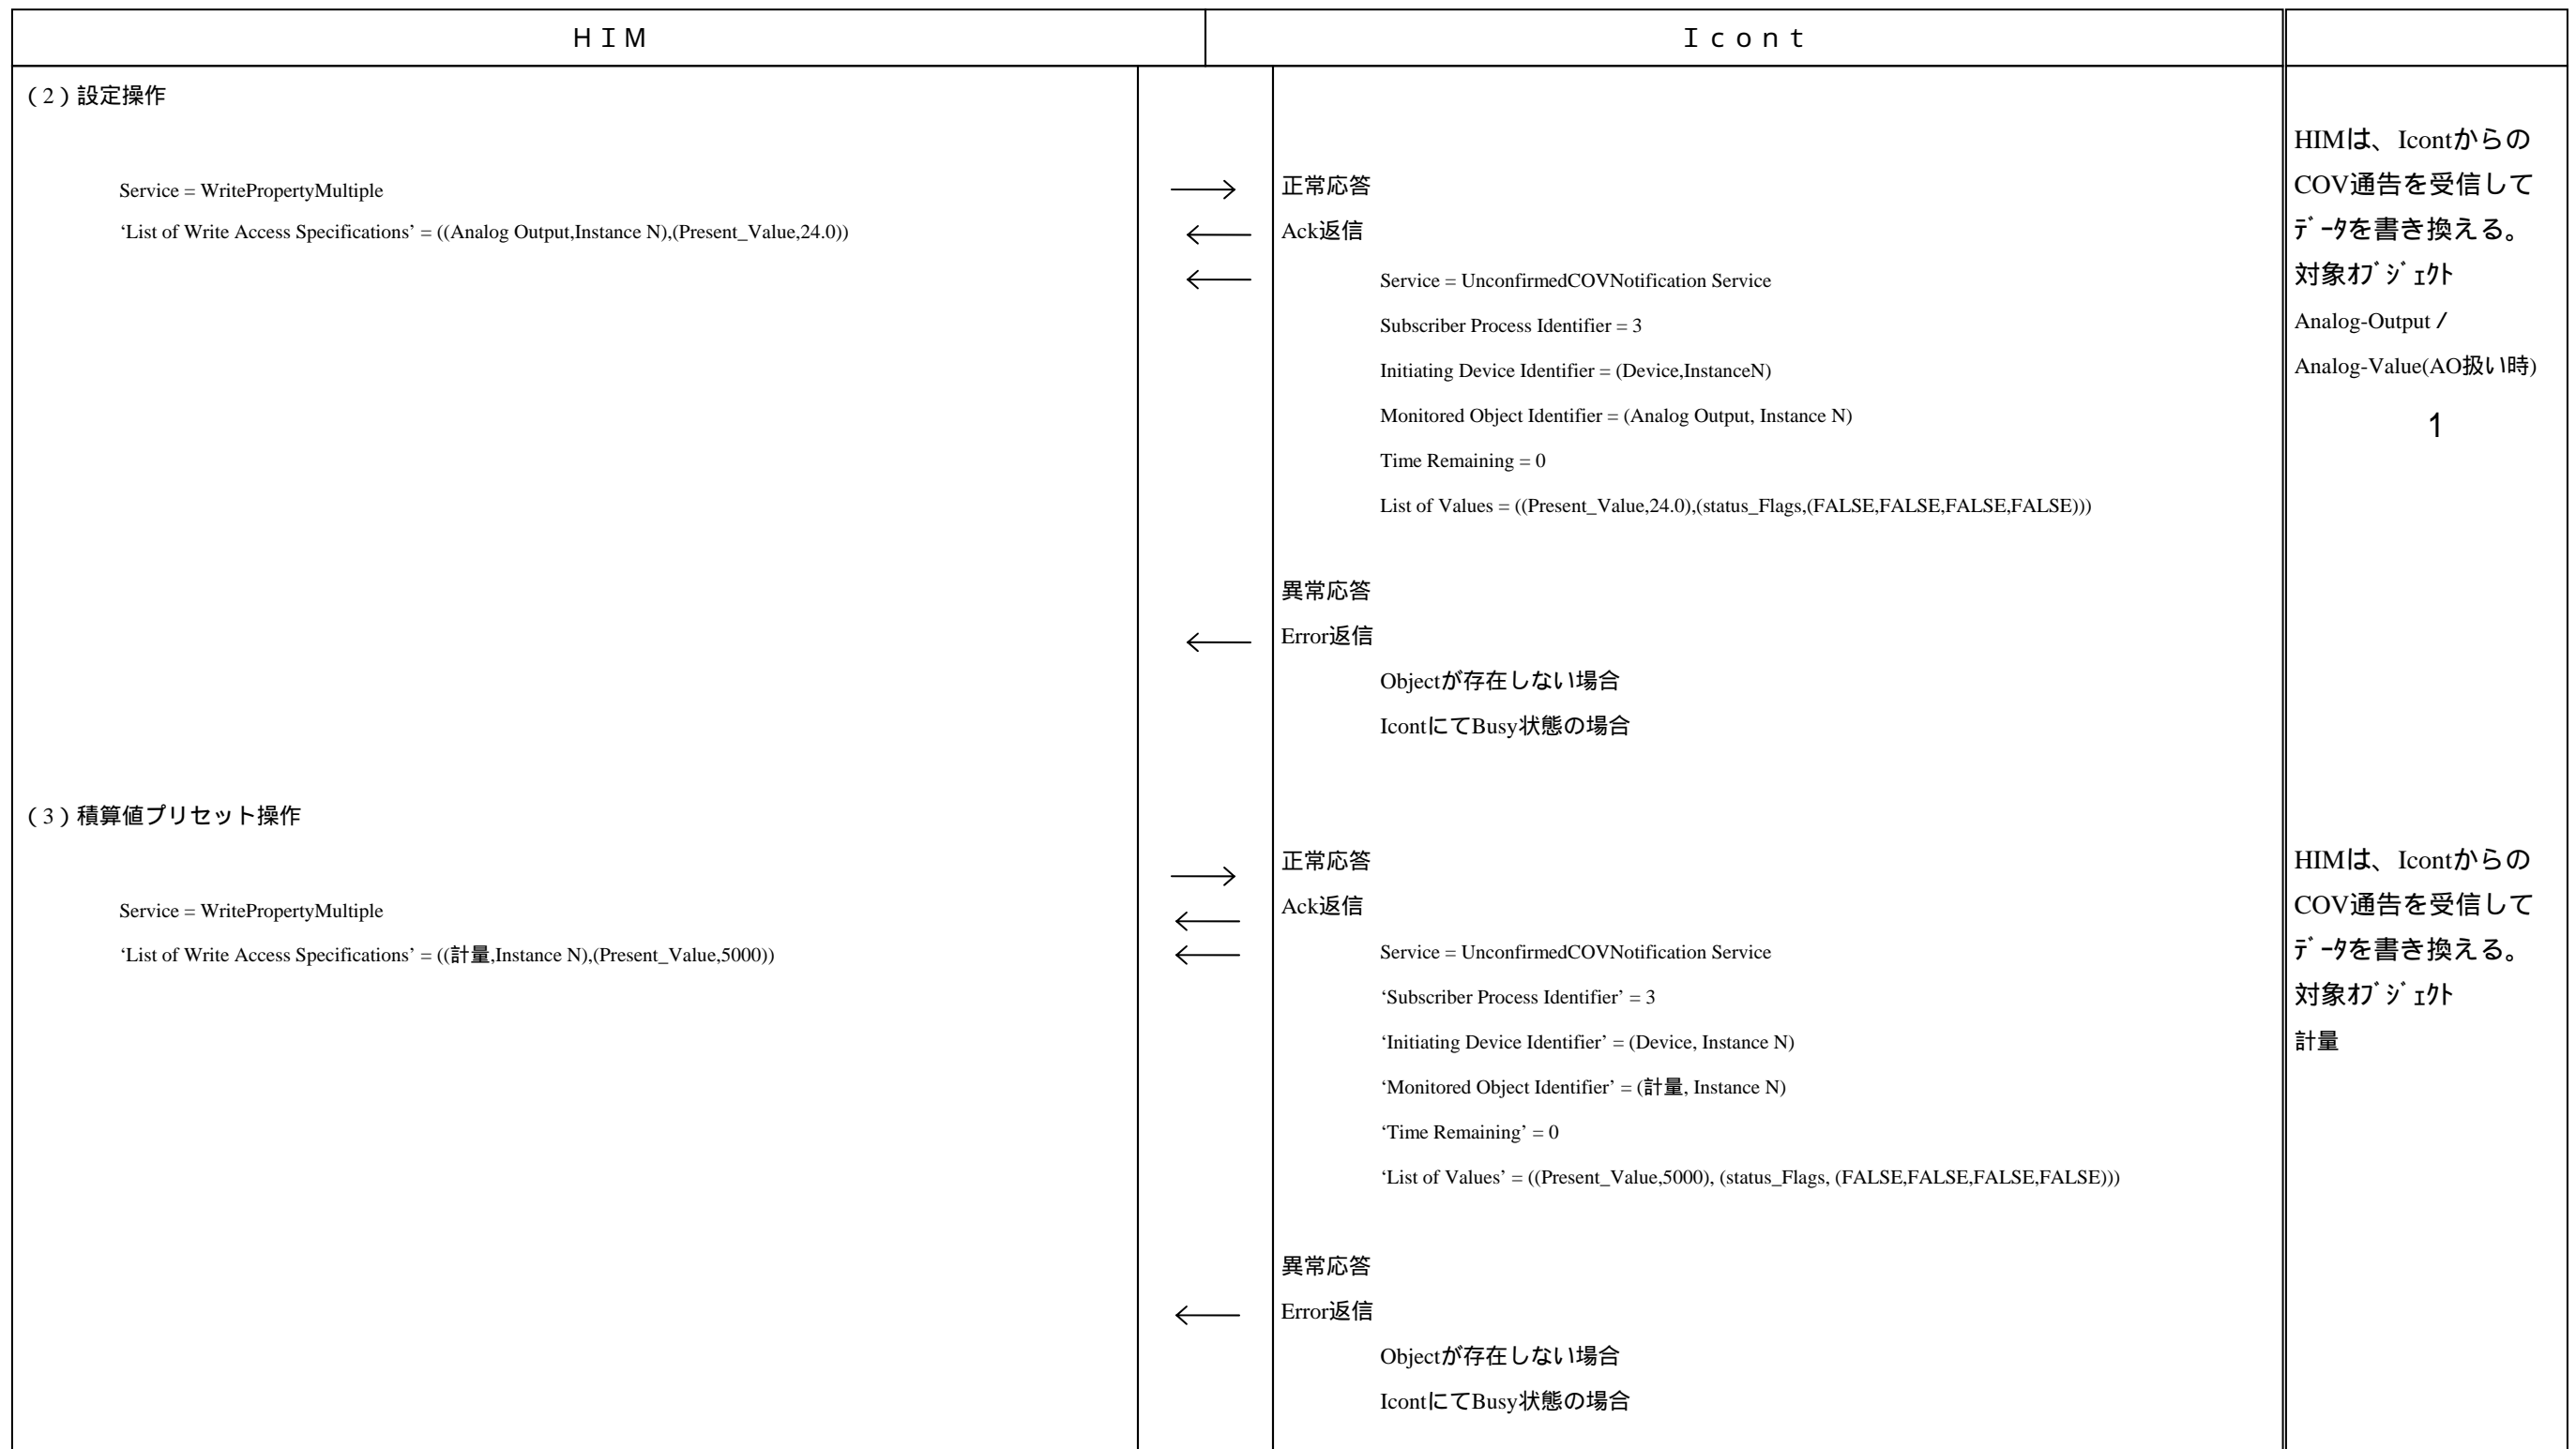 ＨＩＭ
Ｉｃｏｎｔ
（2）設定操作
Service = WritePropertyMultiple
‘List of Write Access Specifications’ = ((Analog Output,Instance N),(Present_Value,24.0))
正常応答
Ack返信
Service = UnconfirmedCOVNotification Service
Subscriber Process Identifier = 3
Initiating Device Identifier = (Device,InstanceN)
Monitored Object Identifier = (Analog Output, Instance N)
Time Remaining = 0
List of Values = ((Present_Value,24.0),(status_Flags,(FALSE,FALSE,FALSE,FALSE)))
異常応答
Error返信
Objectが存在しない場合
IcontにてBusy状態の場合
HIMは、Icontからの
COV通告を受信して
ﾃﾞｰﾀを書き換える。
対象ｵﾌﾞｼﾞｪｸﾄ
Analog-Output／
Analog-Value(AO扱い時)
1
（3）積算値プリセット操作
Service = WritePropertyMultiple
‘List of Write Access Specifications’ = ((計量,Instance N),(Present_Value,5000))
正常応答
Ack返信
Service = UnconfirmedCOVNotification Service
‘Subscriber Process Identifier’ = 3
‘Initiating Device Identifier’ = (Device, Instance N)
‘Monitored Object Identifier’ = (計量, Instance N)
‘Time Remaining’ = 0
‘List of Values’ = ((Present_Value,5000), (status_Flags, (FALSE,FALSE,FALSE,FALSE)))
異常応答
Error返信
Objectが存在しない場合
IcontにてBusy状態の場合
HIMは、Icontからの
COV通告を受信して
ﾃﾞｰﾀを書き換える。
対象ｵﾌﾞｼﾞｪｸﾄ
計量